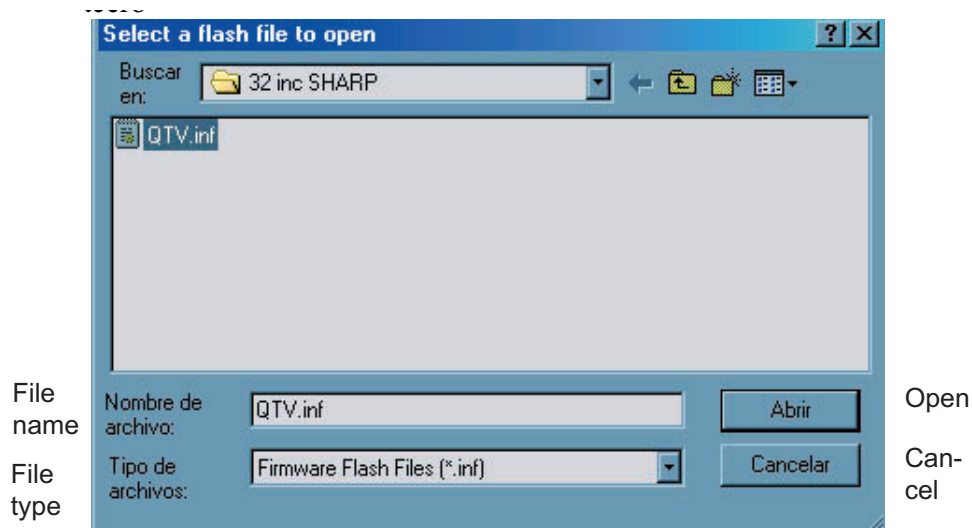 Select a flash file to open
Buscar
en:
32 inc SHARP
QTV.inf
File
name
Nombre de
archivo:
QTV.inf
Abrir
Open
File
type
Tipo de
archivos:
Firmware Flash Files (*.inf)
Cancelar
Can-
cel